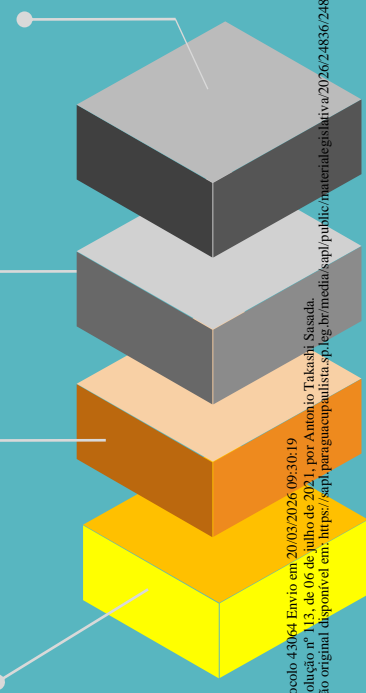 ocolo 43064 Envio em 20/03/2026 09:30:19
olução nº 113, de 06 de julho de 2021, por Antonio Takashi Sasada.
ão original disponível em: https://sapl.paraguacupaulista.sp.leg.br/media/sapl/public/materialegislativa/2026/24836/248